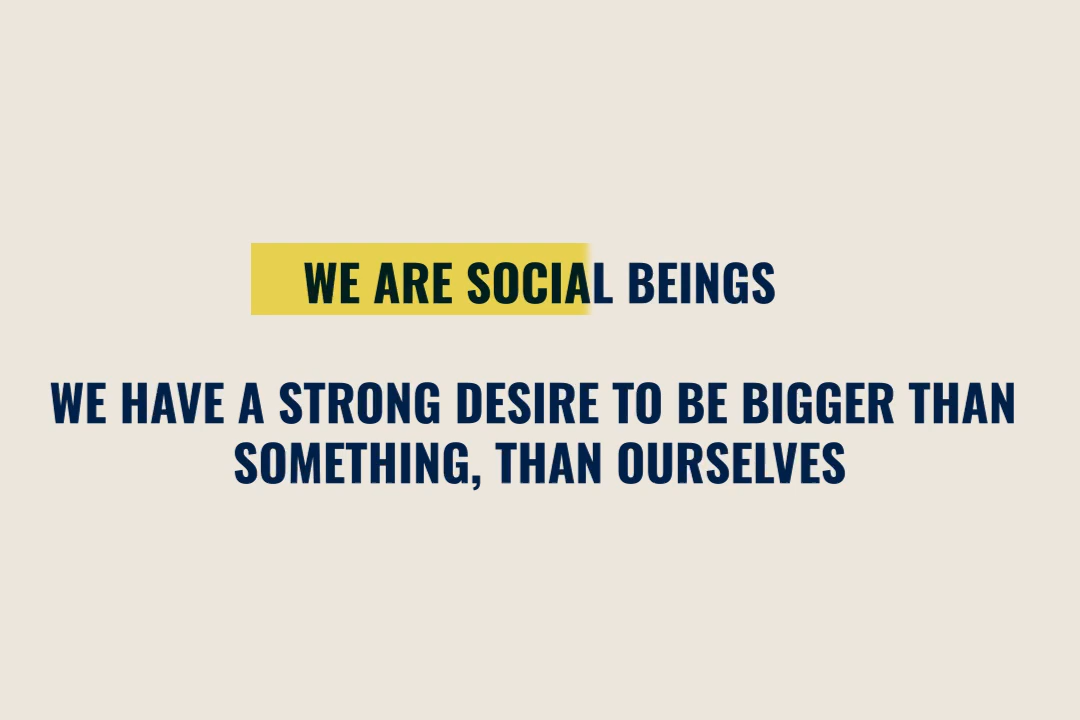 WE ARE SOCIAL BEINGS
WE HAVE A STRONG DESIRE TO BE BIGGER THAN
SOMETHING, THAN OURSELVES